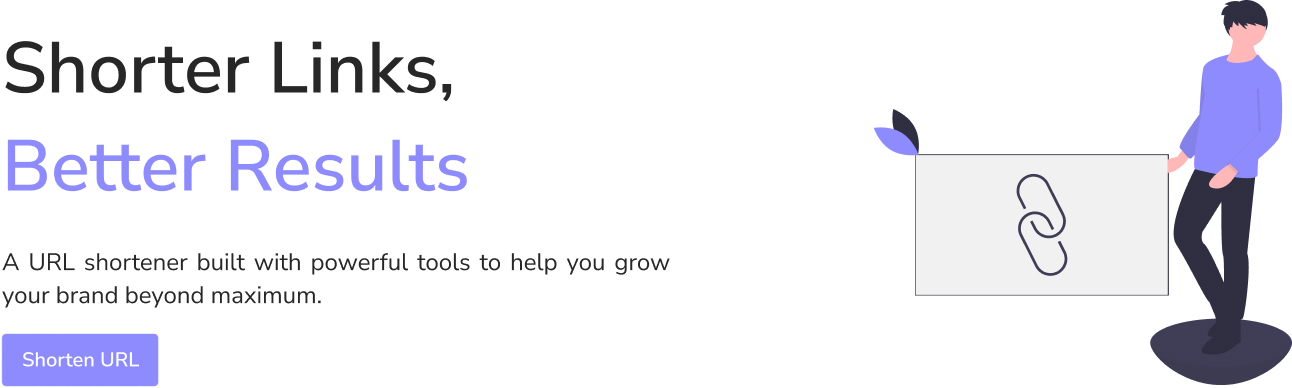 Shorter Links,
Better Results
A URL shortener built with powerful tools to help you grow
your brand beyond maximum.
Shorten URL